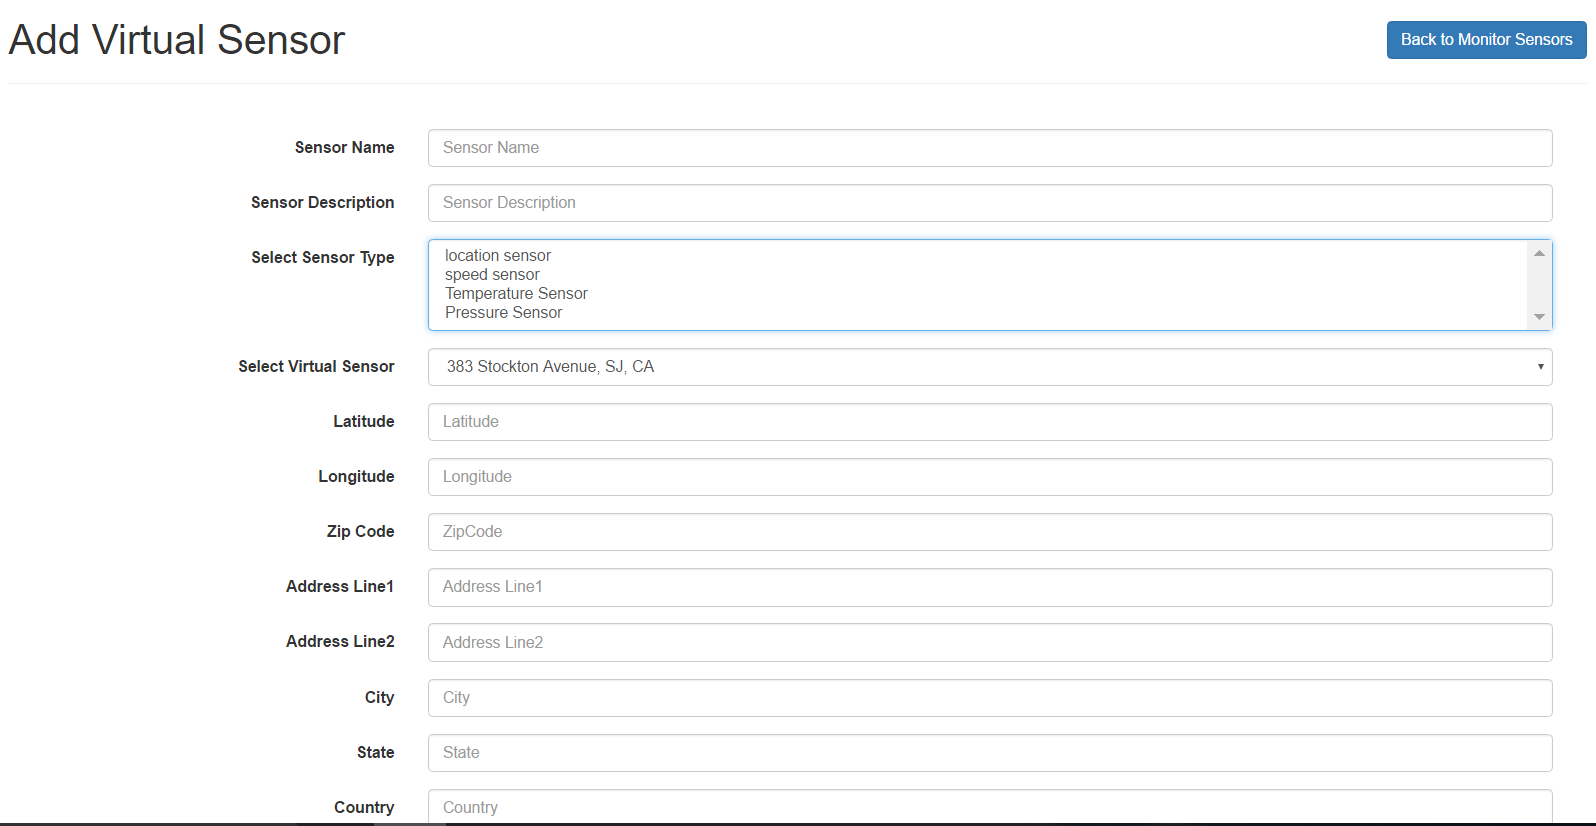 Add Virtual Sensor
Back to Monitor Sensors
Sensor Name
Sensor Name
Sensor Description
Sensor Description
Select Sensor Type
location sensor
speed sensor
Temperature Sensor
Pressure Sensor
Select Virtual Sensor
383 Stockton Avenue, SJ, CA
Latitude
Latitude
Longitude
Longitude
Zip Code
ZipCode
Address Line1
Address Line1
Address Line2
Address Line2
City
City
State
State
Country
Country